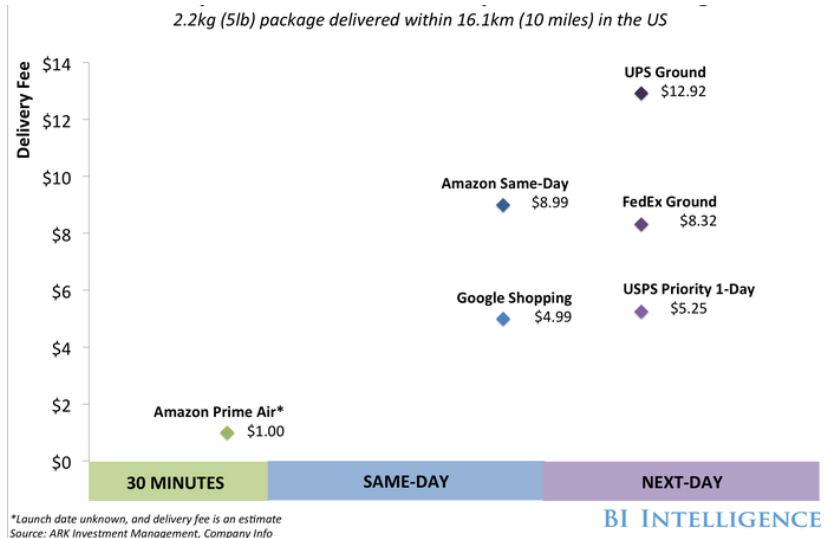 2.2kg (5lb) package delivered within 16.1km (10 miles) in the US
Delivery Fee
$14
$12
$10
$8
$6
$4
$2
$0
UPS Ground
$12.92
Amazon Same-Day
$8.99
FedEx Ground
$8.32
Google Shopping
$4.99
USPS Priority 1-Day
$5.25
Amazon Prime Air*
$1.00
30 MINUTES
SAME-DAY
NEXT-DAY
*Launch date unknown, and delivery fee is an estimate
Source: ARK Investment Management, Company Info
BI INTELLIGENCE